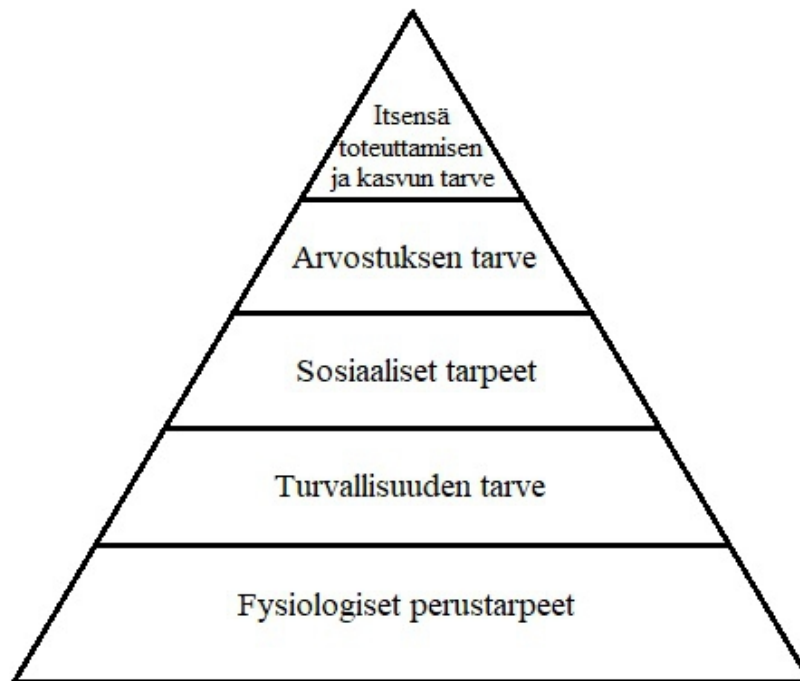 Itsensä
toteuttamisen
ja kasvun tarve
Arvostuksen tarve
Sosiaaliset tarpeet
Turvallisuuden tarve
Fysiologiset perustarpeet